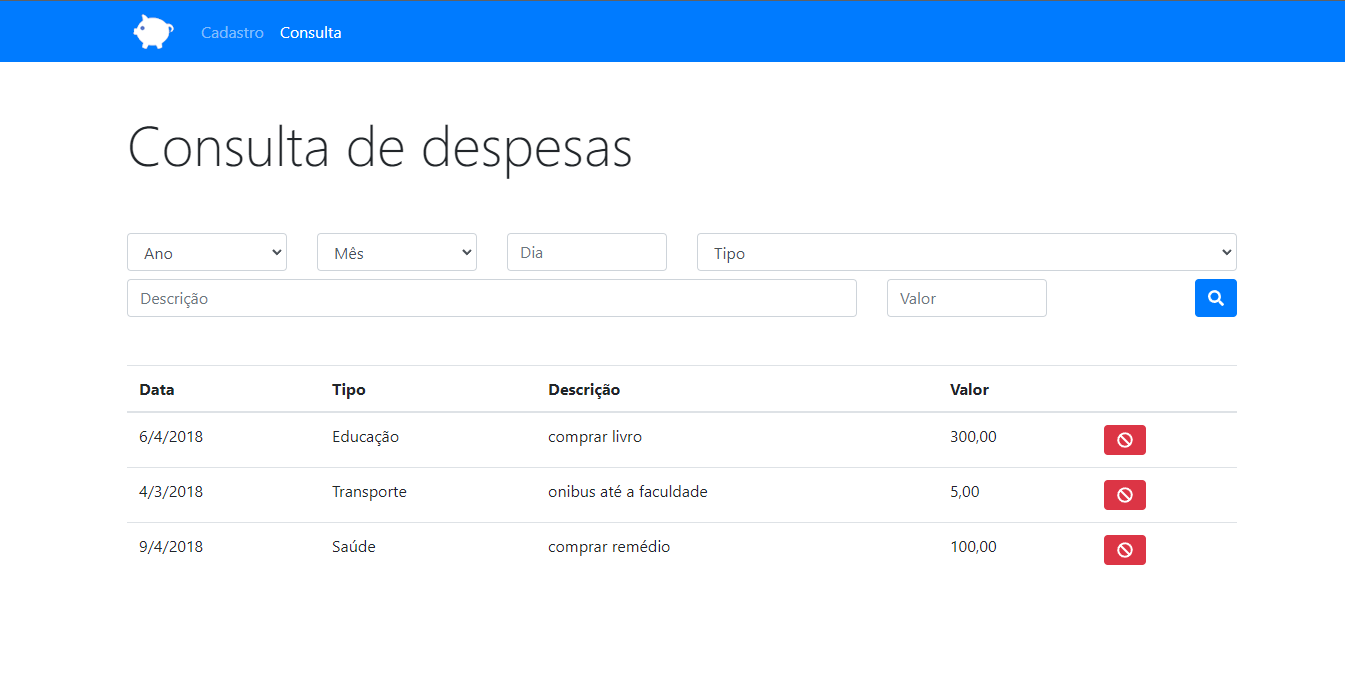 Cadastro Consulta
Consulta de despesas
Ano Mês Dia Tipo
Descrição Valor
Data Tipo Descrição Valor
6/4/2018 Educação comprar livro 300,00
4/3/2018 Transporte onibus até a faculdade 5,00
9/4/2018 Saúde comprar remédio 100,00